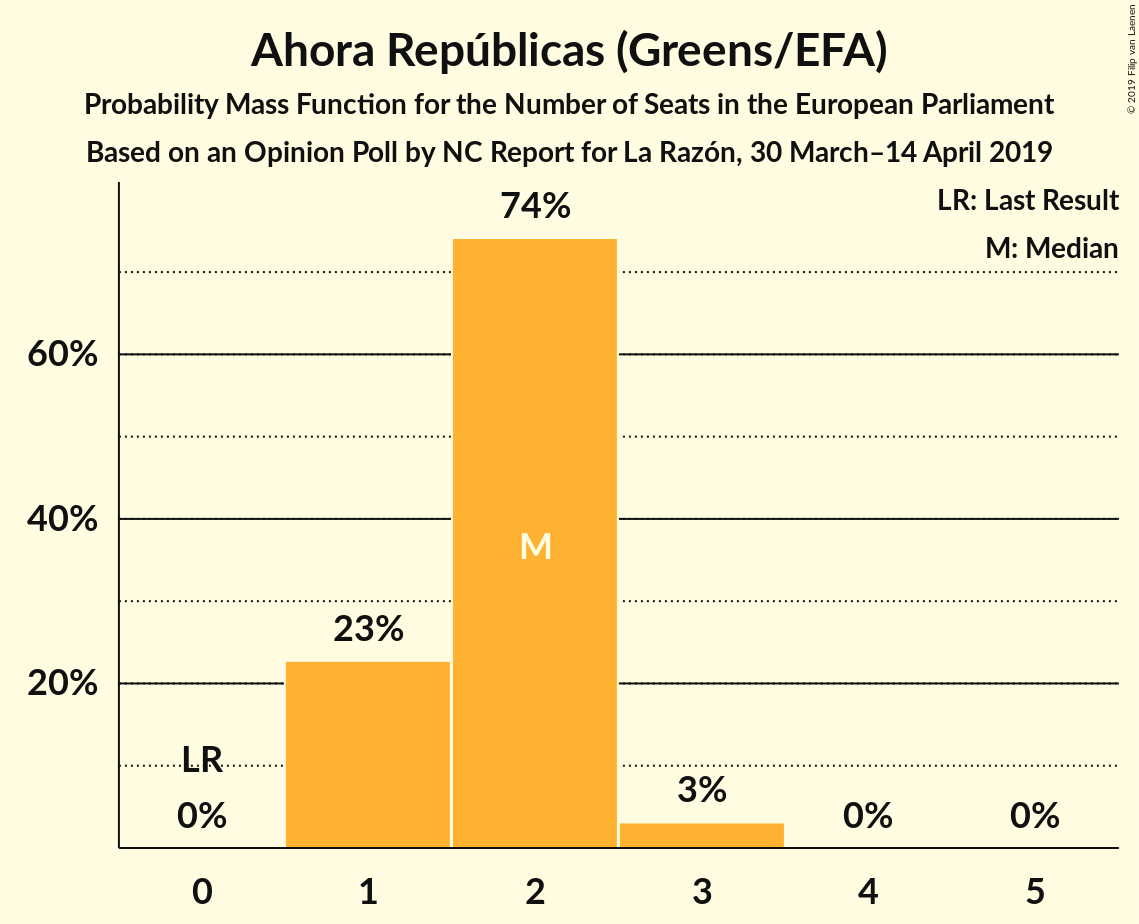 Ahora Repúblicas (Greens/EFA)
Probability Mass Function for the Number of Seats in the European Parliament
Based on an Opinion Poll by NC Report for La Razón, 30 March–14 April 2019
© 2019 Filip van Laenen
LR: Last Result
M: Median
74%
60%
40%
M
23%
20%
LR
3%
0%
0%
0%
0 1 2 3 4 5